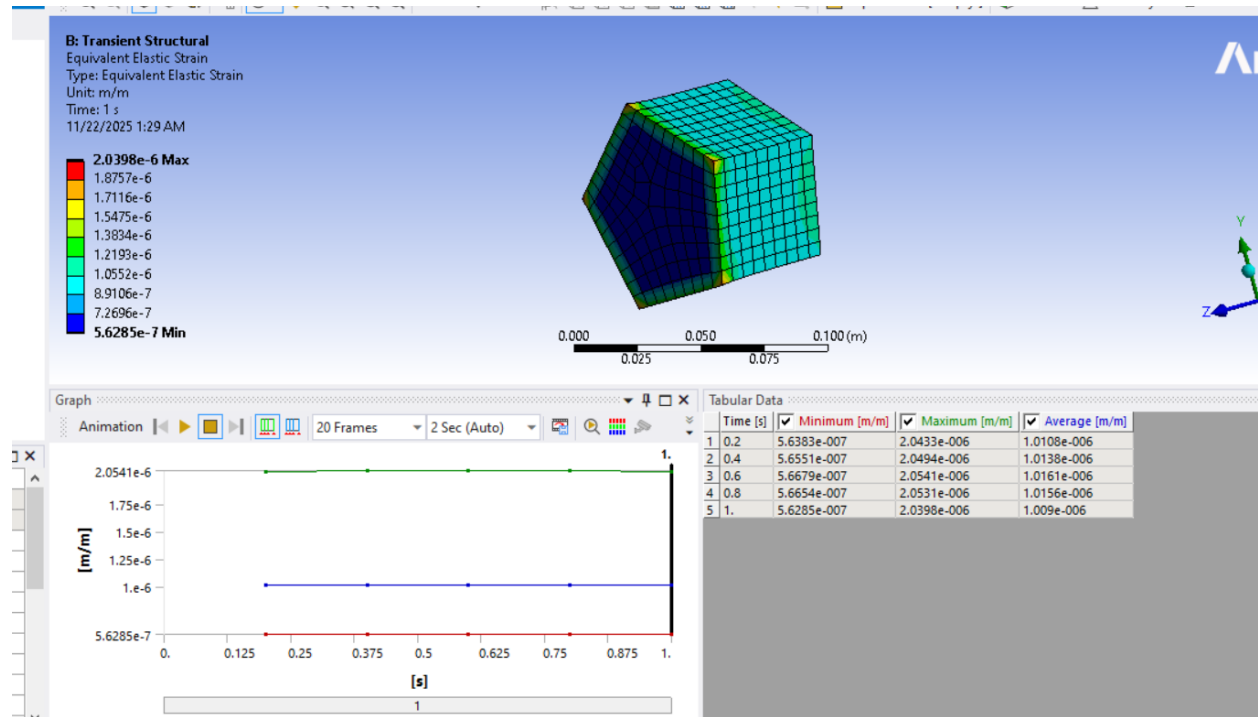 B: Transient Structural
Equivalent Elastic Strain
Type: Equivalent Elastic Strain
Unit: m/m
Time: 1 s
11/22/2025 1:29 AM
2.0398e-6 Max
1.8757e-6
1.7116e-6
1.5475e-6
1.3834e-6
1.2193e-6
1.0552e-6
8.9106e-7
7.2696e-7
5.6285e-7 Min
Y
Z
0.000 0.050 0.100 (m)
0.025 0.075
Graph
Animation 20 Frames 2 Sec (Auto)
1.
2.0541e-6
1.75e-6
1.5e-6
1.25e-6
1.e-6
5.6285e-7
[m/m]
0. 0.125 0.25 0.375 0.5 0.625 0.75 0.875 1.
[s]
1
Tabular Data
Time [s] Minimum [m/m] Maximum [m/m] Average [m/m]
1 0.2 5.6383e-007 2.0433e-006 1.0108e-006
2 0.4 5.6551e-007 2.0494e-006 1.0138e-006
3 0.6 5.6679e-007 2.0541e-006 1.0161e-006
4 0.8 5.6654e-007 2.0531e-006 1.0156e-006
5 1. 5.6285e-007 2.0398e-006 1.009e-006